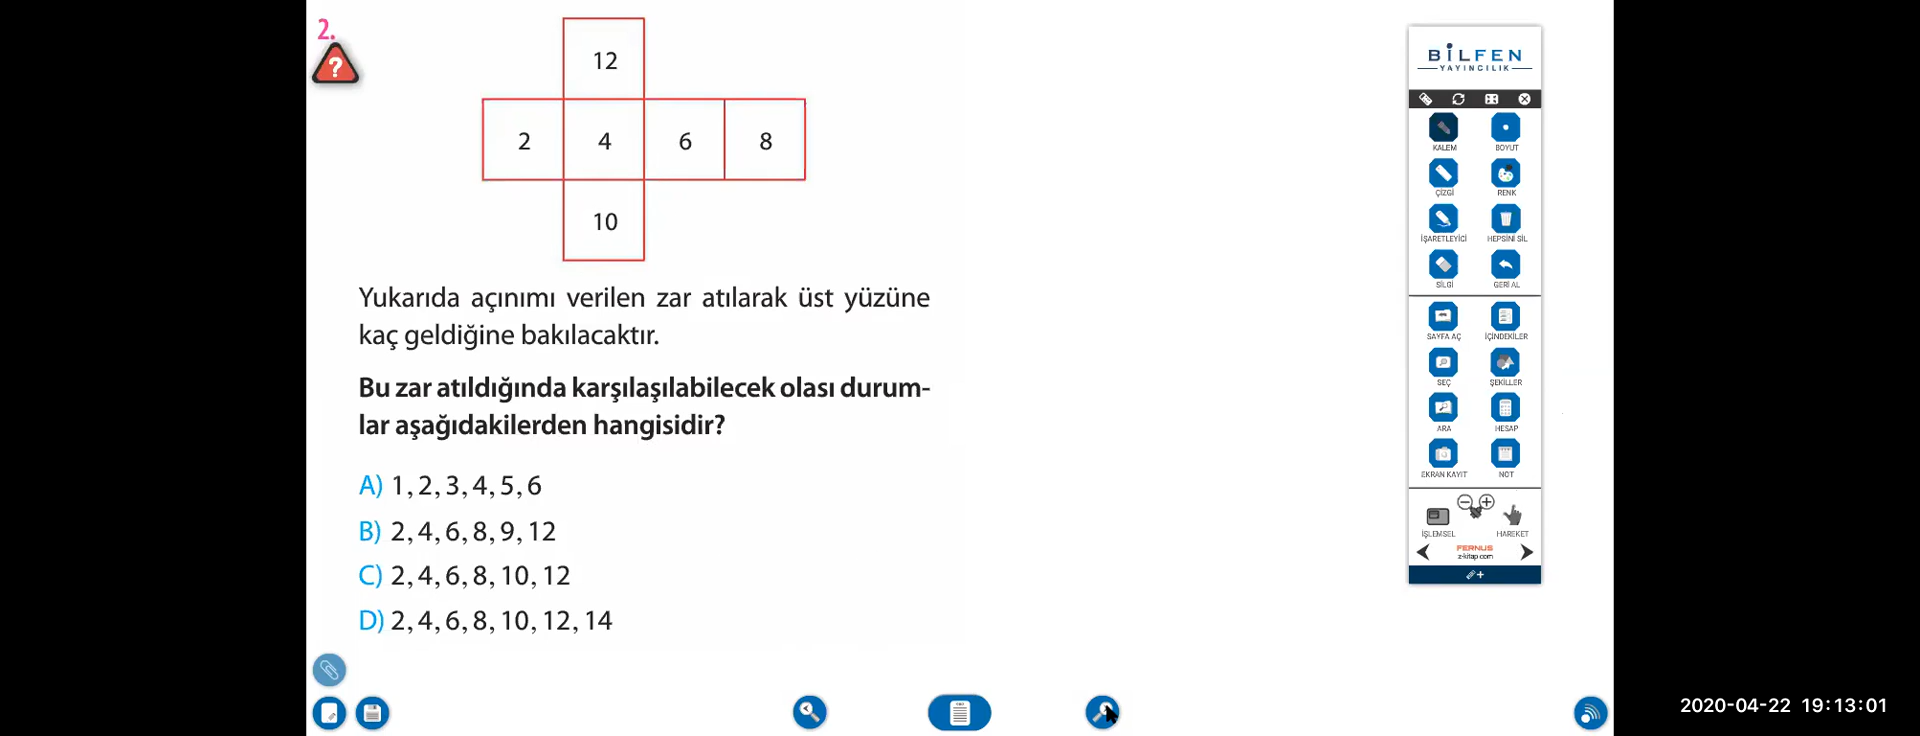 2.
12
2 4 6 8
10
Yukarıda açınımı verilen zar atılarak üst yüzüne
kaç geldiğine bakılacaktır.
Bu zar atıldığında karşılaşılabilecek olası durum-
lar aşağıdakilerden hangisidir?
A) 1, 2, 3, 4, 5, 6
B) 2, 4, 6, 8, 9, 12
C) 2, 4, 6, 8, 10, 12
D) 2, 4, 6, 8, 10, 12, 14
BİLFEN
YAYINCILIK
KALEM BOYUT
ÇİZGİ RENK
İŞARETLEYİCİ HEPSİNİ SİL
SİLGİ GERİ AL
SAYFA AÇ İÇİNDEKİLER
SEÇ ŞEKİLLER
ARA HESAP
EKRAN KAYIT NOT
İŞLEMSEL HAREKET
FERNUS
z-kitap.com
2020-04-22 19:13:01